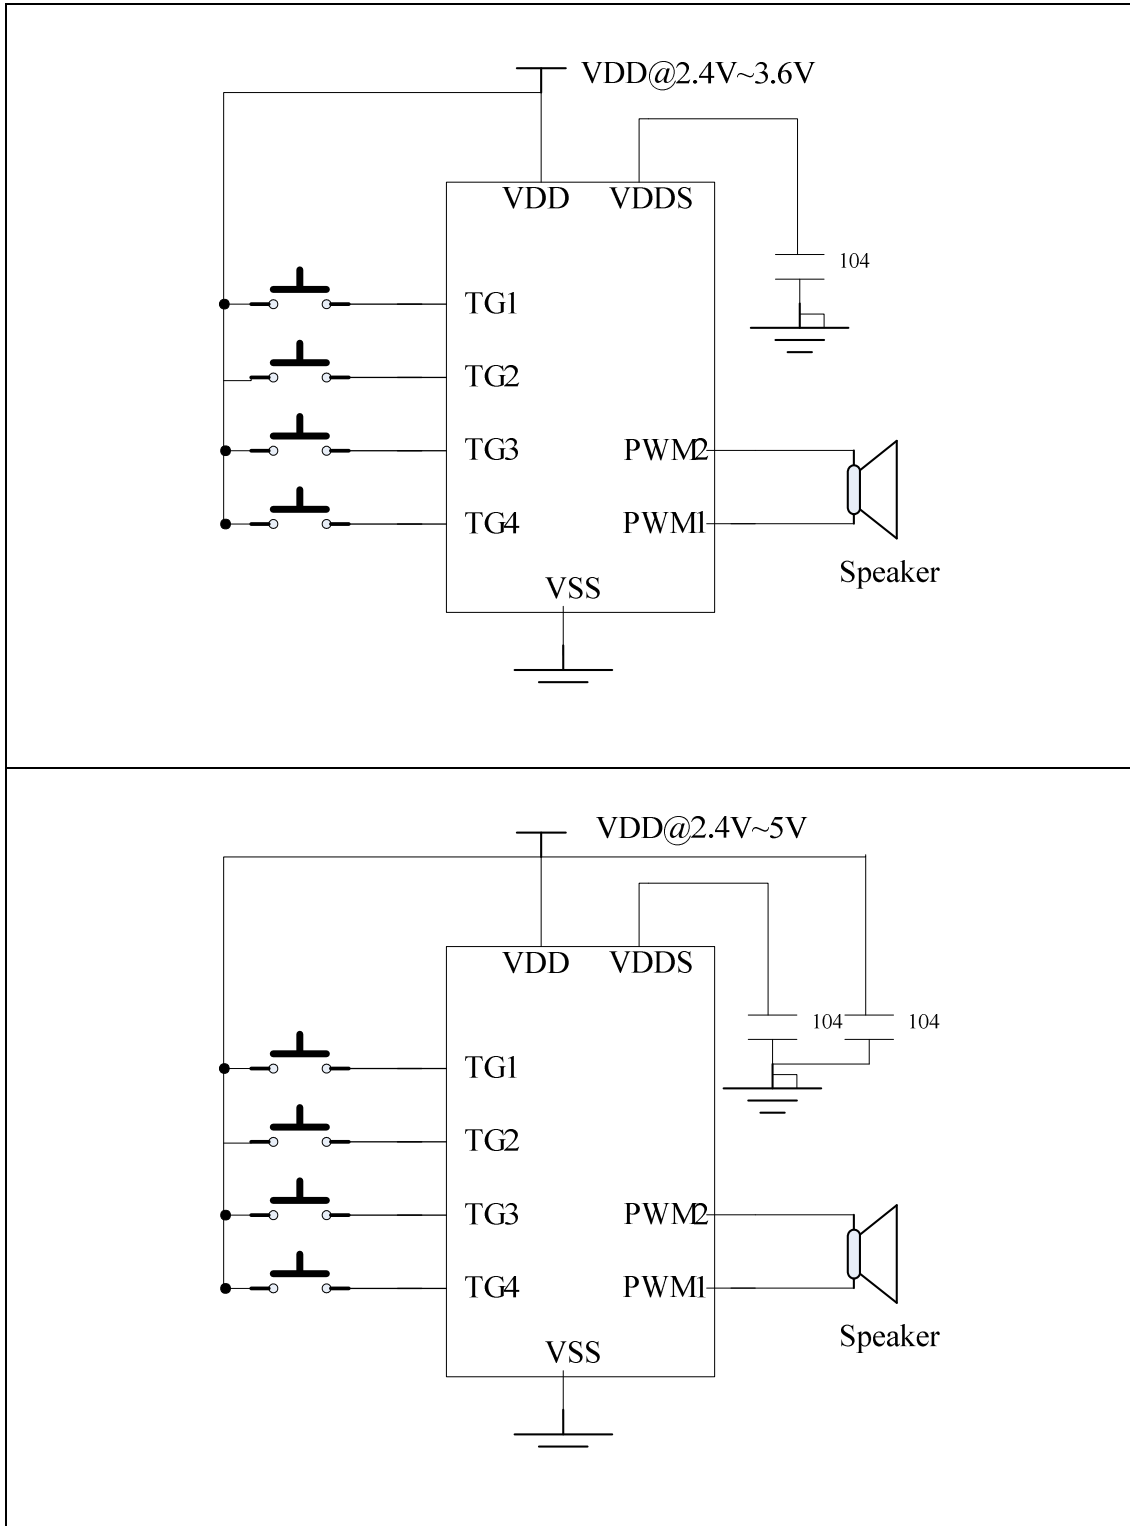 VDD@2.4V~3.6V
VDD VDDS
104
TG1
TG2
TG3 PWM2
TG4 PWM1
Speaker
VSS
VDD@2.4V~5V
VDD VDDS
104 104
TG1
TG2
TG3 PWM2
TG4 PWM1
Speaker
VSS